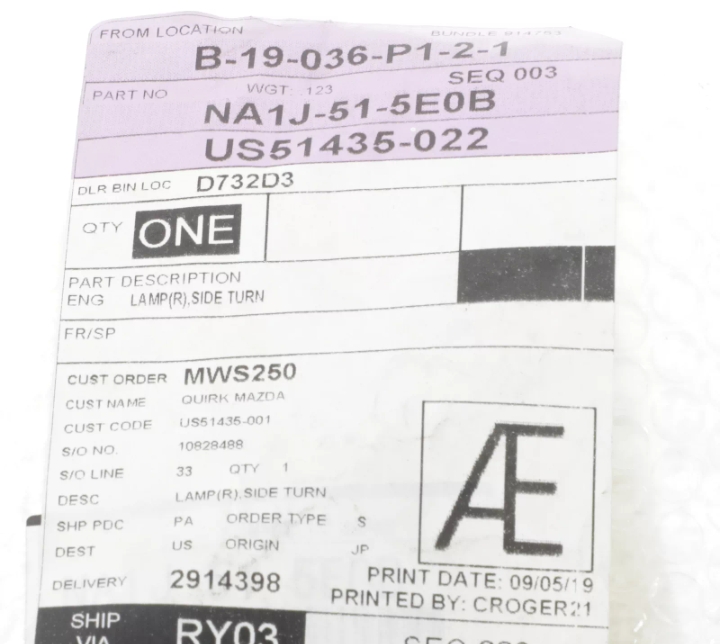 FROM LOCATION
B-19-036-P1-2-1
SEQ 003
PART NO WGT: 123
NA1J-51-5E0B
US51435-022
DLR BIN LOC D732D3
QTY ONE
PART DESCRIPTION
ENG LAMP(R),SIDE TURN
FR/SP
CUST ORDER MWS250
CUST NAME QUIRK MAZDA
CUST CODE US51435-001
S/O NO. 10828488
S/O LINE 33 QTY 1
DESC LAMP(R),SIDE TURN
SHP PDC PA ORDER TYPE S
DEST US ORIGIN JP
DELIVERY 2914398
Æ
PRINT DATE: 09/05/19
PRINTED BY: CROGER21
SHIP
VIA RY03